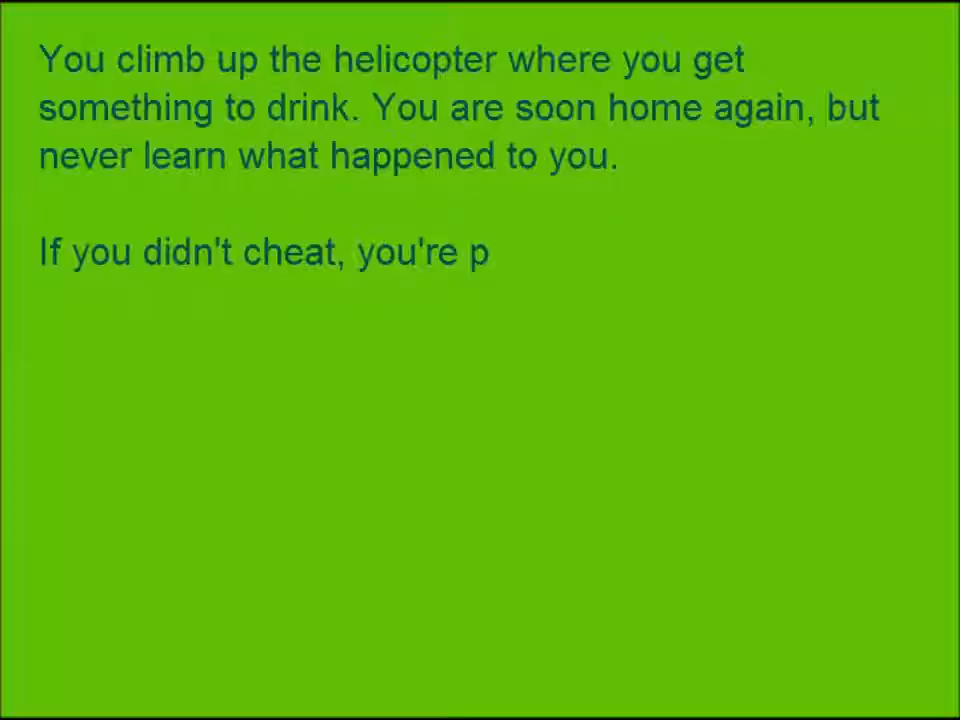 You climb up the helicopter where you get
something to drink. You are soon home again, but
never learn what happened to you.
If you didn't cheat, you're p